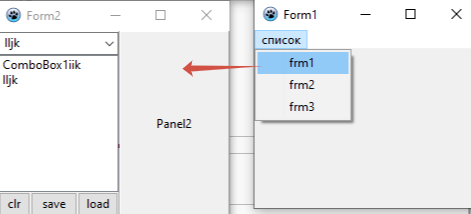 Form2
lljk
ComboBox1iik
lljk
Panel2
clr
save
load
Form1
список
frm1
frm2
frm3